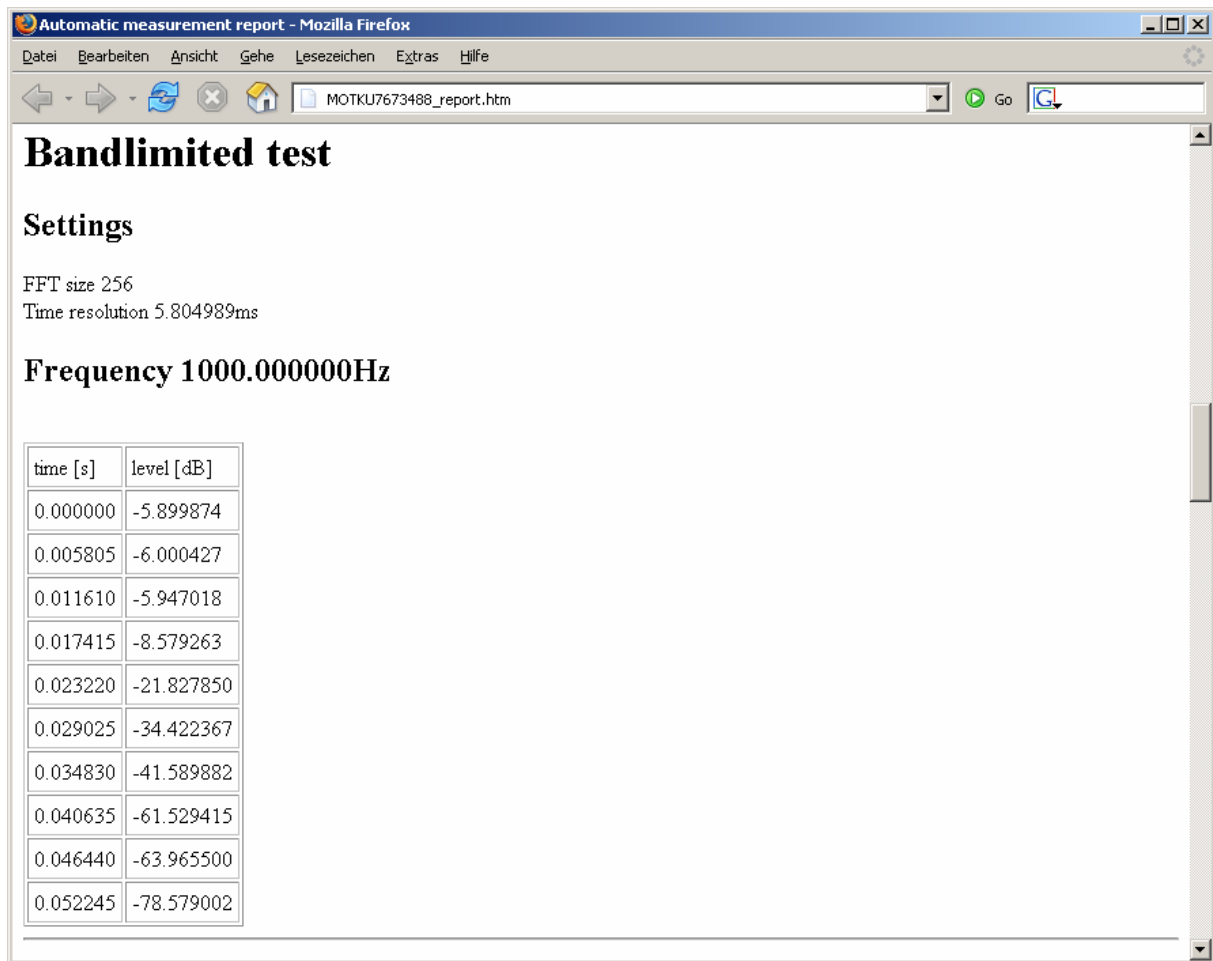 Automatic measurement report - Mozilla Firefox
Datei Bearbeiten Ansicht Gehe Lesezeichen Extras Hilfe
MOTKU7673488_report.htm Go G
Bandlimited test
Settings
FFT size 256
Time resolution 5.804989ms
Frequency 1000.000000Hz
time [s] level [dB]
0.000000 -5.899874
0.005805 -6.000427
0.011610 -5.947018
0.017415 -8.579263
0.023220 -21.827850
0.029025 -34.422367
0.034830 -41.589882
0.040635 -61.529415
0.046440 -63.965500
0.052245 -78.579002